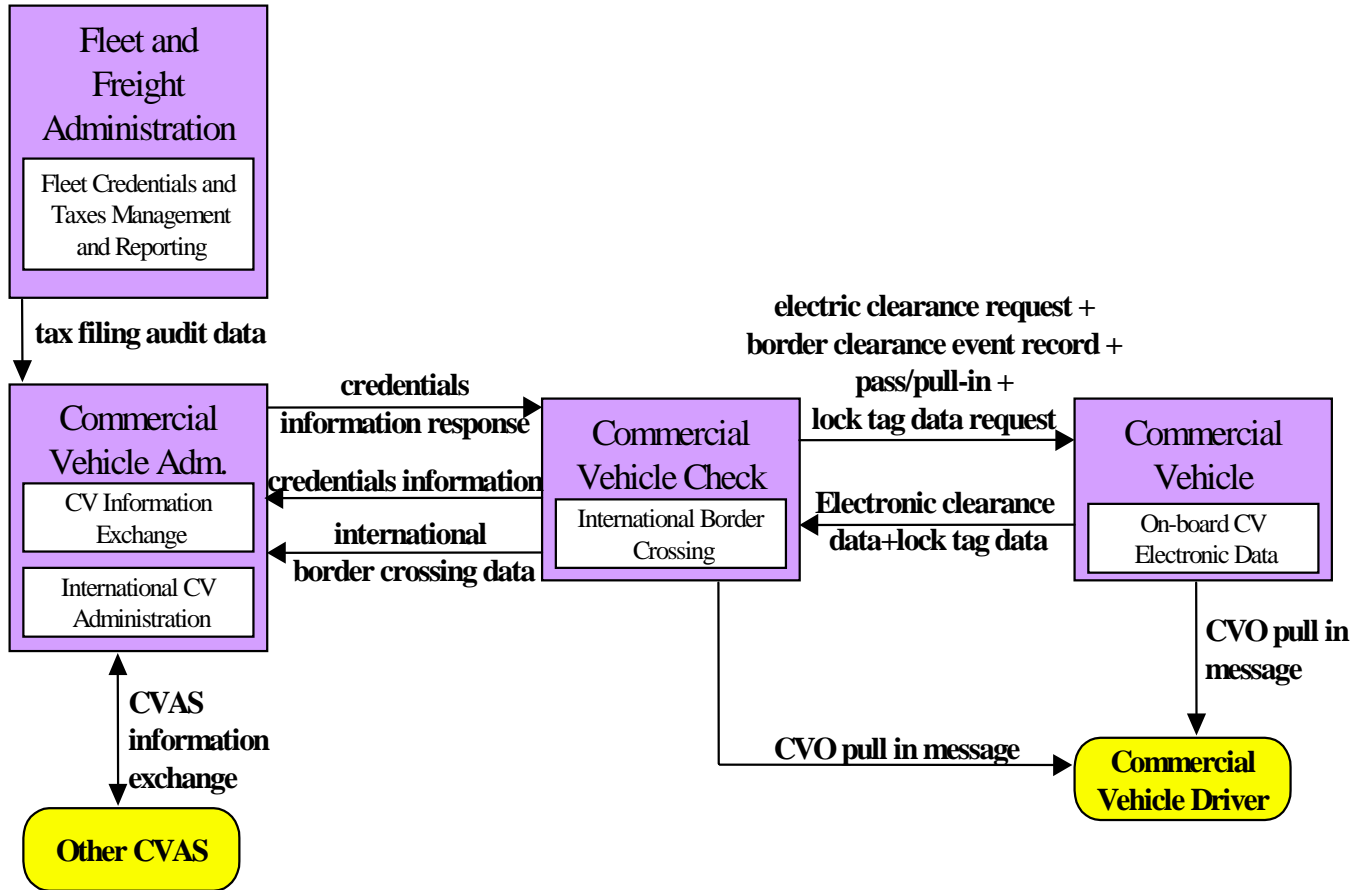 Fleet and
Freight
Administration
Fleet Credentials and
Taxes Management
and Reporting
tax filing audit data
Commercial
Vehicle Adm.
CV Information
Exchange
International CV
Administration
credentials
information response
credentials information
international
border crossing data
Commercial
Vehicle Check
International Border
Crossing
electric clearance request +
border clearance event record +
pass/pull-in +
lock tag data request
Electronic clearance
data+lock tag data
Commercial
Vehicle
On-board CV
Electronic Data
CVO pull in
message
CVAS
information
exchange
CVO pull in message
Commercial
Vehicle Driver
Other CVAS